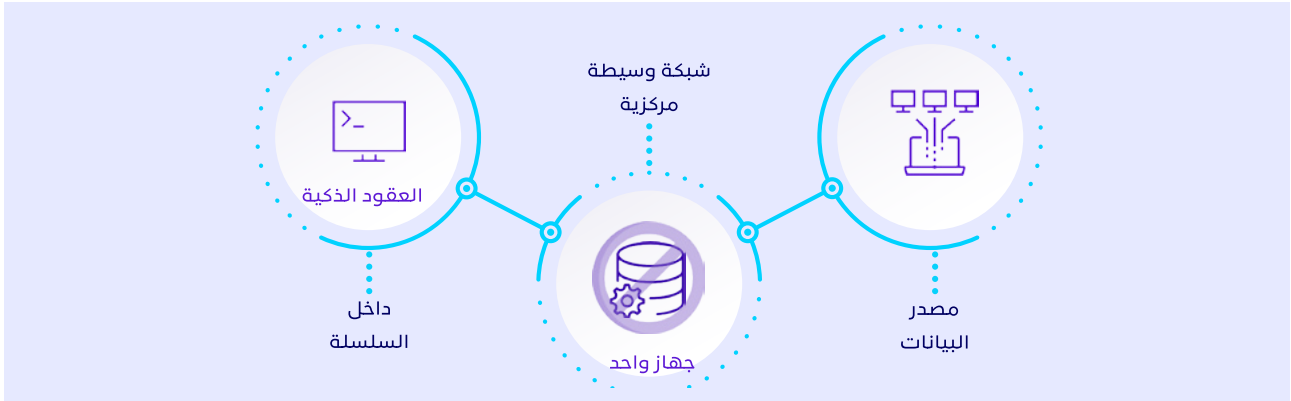 مصدر
البيانات
شبكة وسيطة
مركزية
جهاز واحد
العقود الذكية
داخل
السلسلة